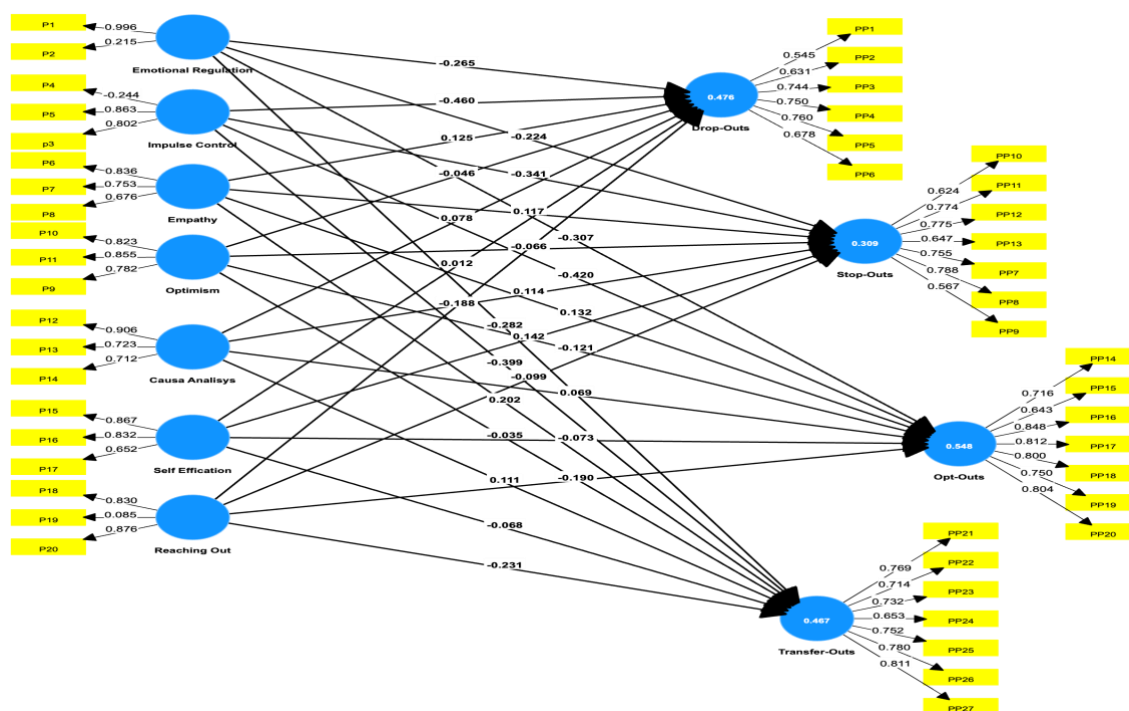 P1
0.996
P2
0.215
Emotional Regulation
P4
-0.244
P5
0.863
p3
0.802
Impulse Control
P6
0.836
P7
0.753
P8
0.676
Empathy
P10
0.823
P11
0.855
P9
0.782
Optimism
P12
0.906
P13
0.723
P14
0.712
Causa Analisys
P15
0.867
P16
0.832
P17
0.652
Self Effication
P18
0.830
P19
0.085
P20
0.876
Reaching Out
-0.265
-0.460
0.125
-0.224
-0.046
-0.341
0.078
0.117
-0.307
0.012
-0.066
-0.420
-0.188
0.114
0.132
-0.282
0.142
-0.121
-0.399
-0.099
0.202
0.069
-0.035
-0.073
0.111
-0.190
-0.068
-0.231
0.476
Drop-Outs
0.545
PP1
0.631
PP2
0.744
PP3
0.750
PP4
0.760
PP5
0.678
PP6
0.309
Stop-Outs
0.624
PP10
0.774
PP11
0.775
PP12
0.647
PP13
0.755
PP7
0.788
PP8
0.567
PP9
0.548
Opt-Outs
0.716
PP14
0.643
PP15
0.848
PP16
0.812
PP17
0.800
PP18
0.750
PP19
0.804
PP20
0.467
Transfer-Outs
0.769
PP21
0.714
PP22
0.732
PP23
0.653
PP24
0.752
PP25
0.780
PP26
0.811
PP27